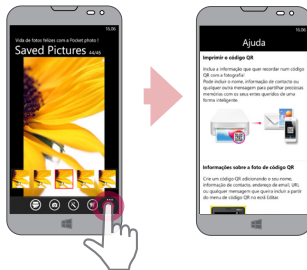 15:06
Vida de fotos felizes com a Pocket photo !
Saved Pictures 44/46
15:06
Ajuda
Imprimir o código QR
Inclua a informação que quer recordar num código
QR com a fotografia!
Pode incluir o nome, informação de contacto ou
qualquer outra mensagem para partilhar preciosas
memórias com os seus entes queridos de uma
forma inteligente.
Informações sobre a foto de código QR
Crie um código QR adicionando o seu nome,
informação de contacto, endereço de email, URL
ou qualquer mensagem que queira incluir a partir
do menu de código QR no está Editar.